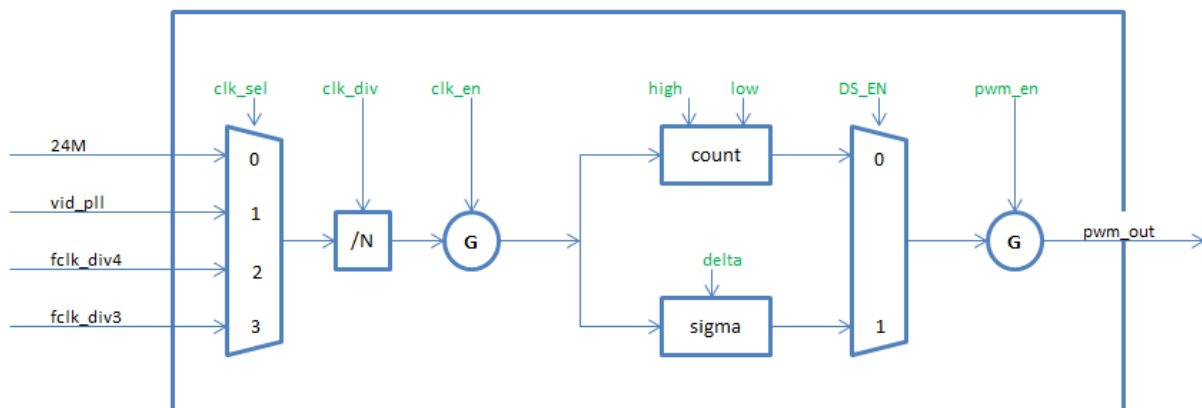 clk_sel clk_div clk_en high low DS_EN pwm_en
24M 0 count 0
vid_pll 1
/N G G pwm_out
fclk_div4 2 delta
fclk_div3 3 sigma 1